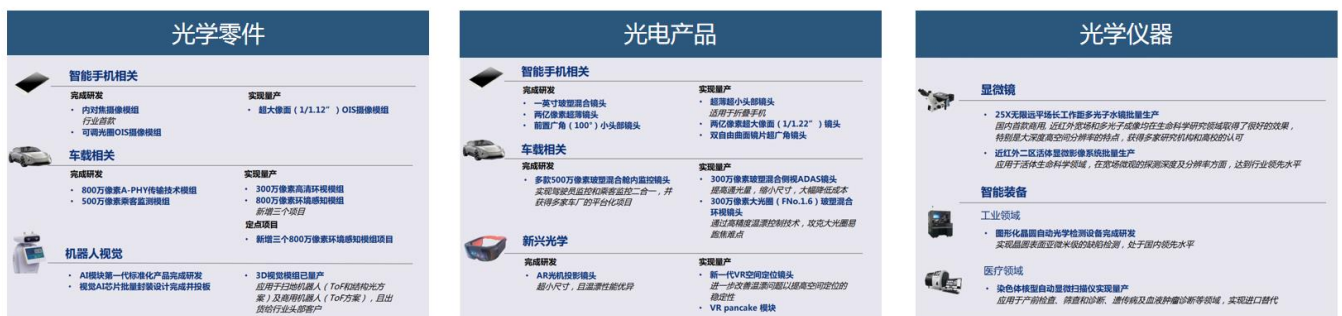 光学零件
智能手机相关
完成研发
• 内对焦摄像模组
行业首款
• 可调光圈OIS摄像模组
实现量产
• 超大像面（1/1.12"）OIS摄像模组
车载相关
完成研发
• 800万像素A-PHY传输技术模组
• 500万像素乘客监测模组
实现量产
• 300万像素高清环视模组
• 800万像素环境感知模组
新增三个项目
定点项目
• 新增三个800万像素环境感知模组项目
机器人视觉
• AI模块第一代标准化产品完成研发
• 视觉AI芯片批量封装设计完成并投板
• 3D视觉模组已量产
应用于扫地机器人（ToF和结构光方
案）及商用机器人（ToF方案），且出
货给行业头部客户
光电产品
智能手机相关
完成研发
• 一英寸玻塑混合镜头
• 两亿像素超薄镜头
• 前置广角（100°）小头部镜头
实现量产
• 超薄超小头部镜头
适用于折叠手机
• 两亿像素超大像面（1/1.22"）镜头
• 双自由曲面镜片超广角镜头
车载相关
完成研发
• 多款500万像素玻塑混合舱内监控镜头
实现驾驶员监控和乘客监控二合一，并
获得多家车厂的平台化项目
实现量产
• 300万像素玻塑混合侧视ADAS镜头
提高通光量，缩小尺寸，大幅降低成本
• 300万像素大光圈（FNo.1.6）玻塑混合
环视镜头
通过高精度温漂控制技术，攻克大光圈易
跑焦难点
新兴光学
完成研发
• AR光机投影镜头
超小尺寸，且温漂性能优异
实现量产
• 新一代VR空间定位镜头
进一步改善温漂问题以提高空间定位的
稳定性
• VR pancake 模块
光学仪器
显微镜
• 25X无限远平场长工作距多光子水镜批量生产
国内首款商用，近红外宽场和多光子成像均在生命科学研究领域取得了很好的效果，
特别是大深度高空间分辨率的特点，获得多家研究机构和高校的认可
• 近红外二区活体显微影像系统批量生产
应用于活体生命科学领域，在宽场微观的探测深度及分辨率方面，达到行业领先水平
智能装备
工业领域
• 图形化晶圆自动光学检测设备完成研发
实现晶圆表面亚微米级的缺陷检测，处于国内领先水平
医疗领域
• 染色体核型自动显微扫描仪实现量产
应用于产前检查、筛查和诊断、遗传病及血液肿瘤诊断等领域，实现进口替代